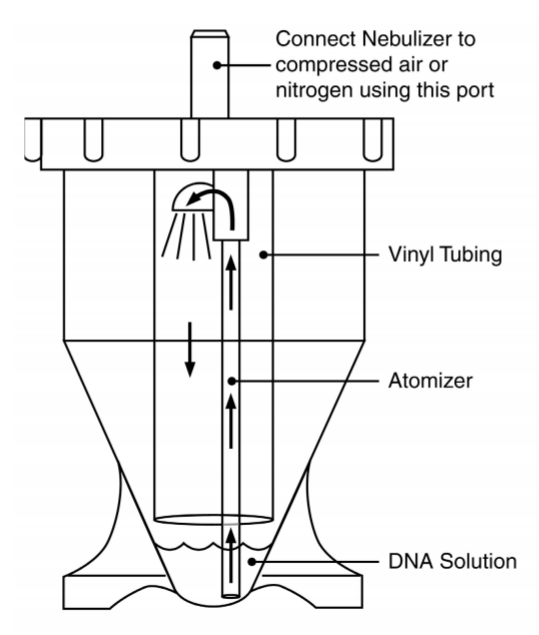 Connect Nebulizer to
compressed air or
nitrogen using this port
Vinyl Tubing
Atomizer
DNA Solution